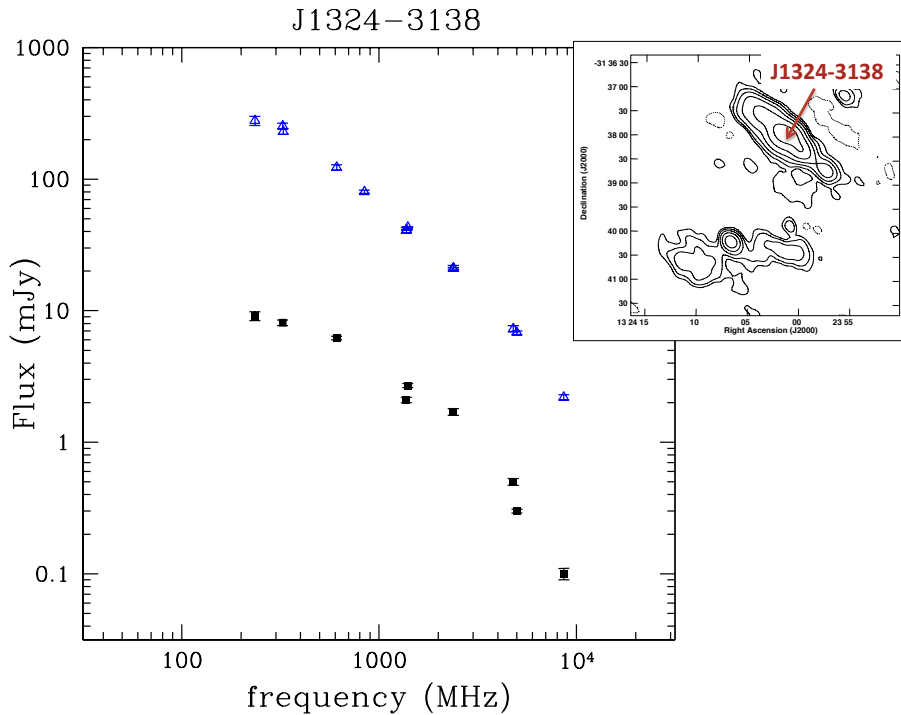 J1324−3138
1000
100
10
1
0.1
Flux (mJy)
100 1000 10⁴
frequency (MHz)
J1324-3138
-31 36 30
37 00
30
38 00
30
39 00
30
40 00
30
41 00
30
Declination (J2000)
13 24 15 10 05 00 23 55
Right Ascension (J2000)